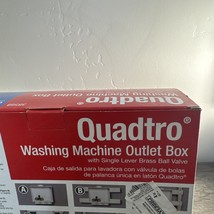 Quadtro®
Washing Machine Outlet Box
Quadtro®
Washing Machine Outlet Box
with Single Lever Brass Ball Valve
Caja de salida para lavadora con válvula de bolas
de palanca única en latón Quadtro®
A
B